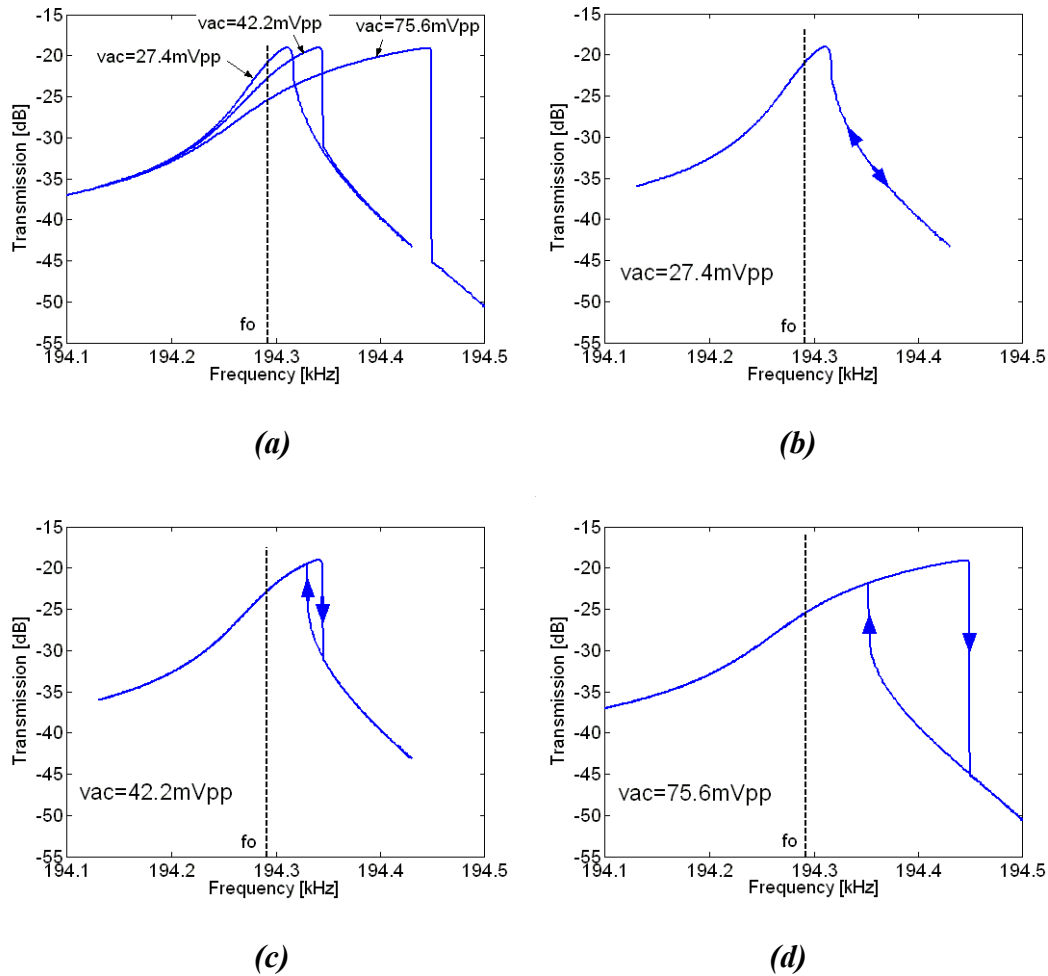 vac=42.2mVpp
vac=75.6mVpp
vac=27.4mVpp
Transmission [dB]
-15
-20
-25
-30
-35
-40
-45
-50
-55
fo
194.1 194.2 194.3 194.4 194.5
Frequency [kHz]
(a)
Transmission [dB]
-15
-20
-25
-30
-35
-40
-45
-50
-55
vac=27.4mVpp
fo
194.1 194.2 194.3 194.4 194.5
Frequency [kHz]
(b)
Transmission [dB]
-15
-20
-25
-30
-35
-40
-45
-50
-55
vac=42.2mVpp
fo
194.1 194.2 194.3 194.4 194.5
Frequency [kHz]
(c)
Transmission [dB]
-15
-20
-25
-30
-35
-40
-45
-50
-55
vac=75.6mVpp
fo
194.1 194.2 194.3 194.4 194.5
Frequency [kHz]
(d)